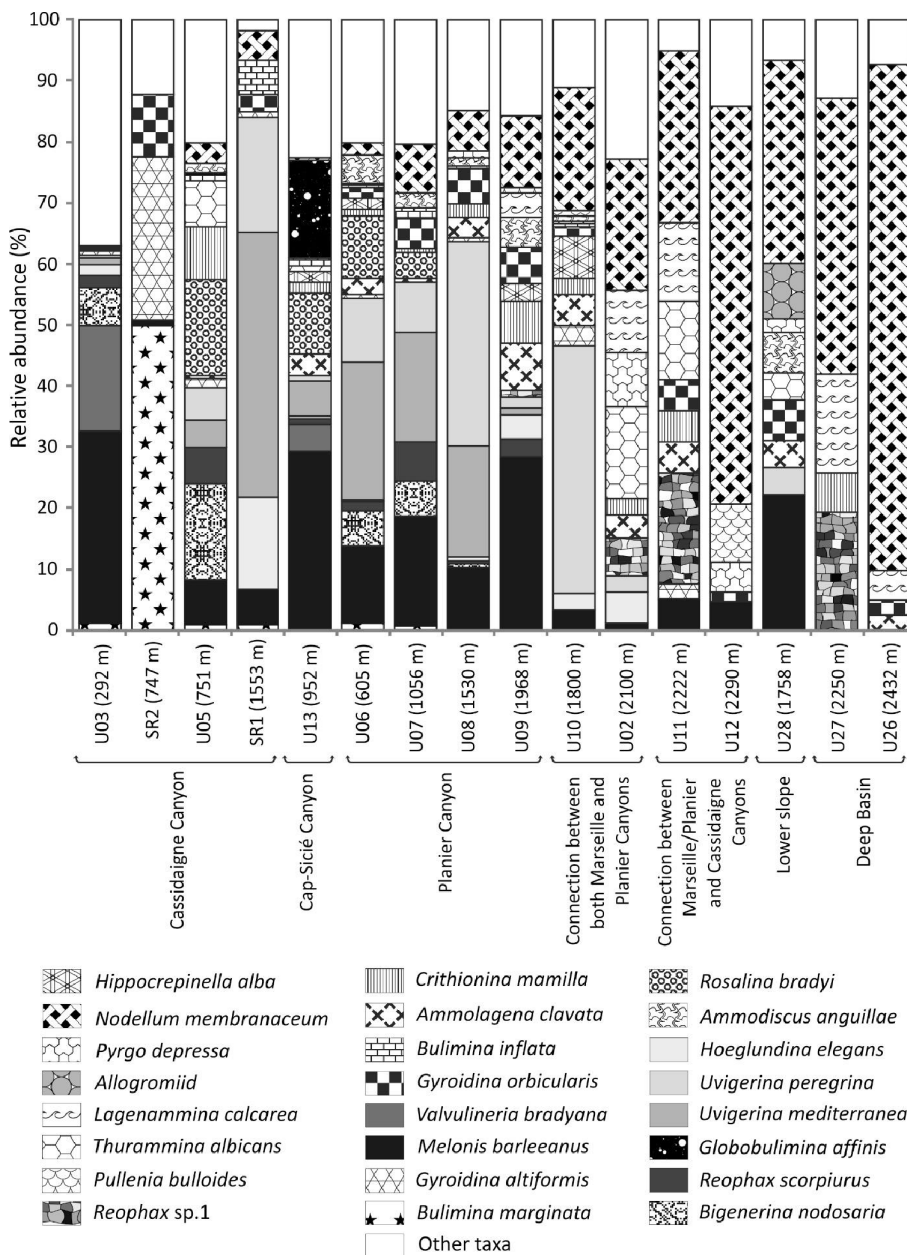 100
90
80
70
60
50
40
30
20
10
0
Relative abundance (%)
U03 (292 m)
SR2 (747 m)
U05 (751 m)
SR1 (1553 m)
U13 (952 m)
U06 (605 m)
U07 (1056 m)
U08 (1530 m)
U09 (1968 m)
U10 (1800 m)
U02 (2100 m)
U11 (2222 m)
U12 (2290 m)
U28 (1758 m)
U27 (2250 m)
U26 (2432 m)
Cassidaigne Canyon
Cap-Sicié Canyon
Planier Canyon
Connection between
both Marseille and
Planier Canyons
Connection between
Marseille/Planier
and Cassidaigne
Canyons
Lower slope
Deep Basin
Hippocrepinella alba
Nodellum membranaceum
Pyrgo depressa
Allogromiid
Lagenammina calcarea
Thurammina albicans
Pullenia bulloides
Reophax sp.1
Crithionina mamilla
Ammolagena clavata
Bulimina inflata
Gyroidina orbicularis
Valvulineria bradyana
Melonis barleeanus
Gyroidina altiformis
Bulimina marginata
Other taxa
Rosalina bradyi
Ammodiscus anguillae
Hoeglundina elegans
Uvigerina peregrina
Uvigerina mediterranea
Globobulimina affinis
Reophax scorpiurus
Bigenerina nodosaria